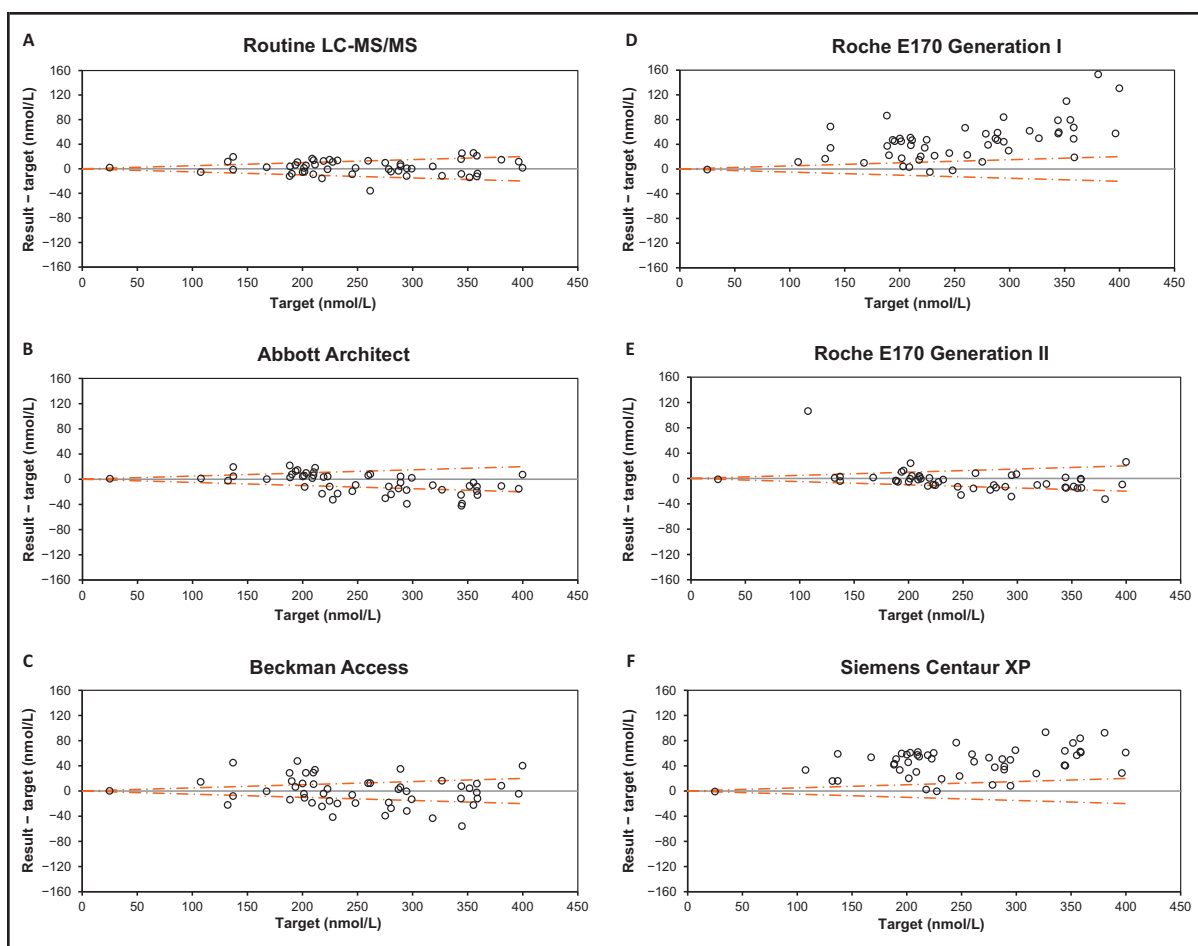 A
Routine LC-MS/MS
160
120
80
40
0
−40
−80
−120
−160
Result − target (nmol/L)
0 50 100 150 200 250 300 350 400 450
Target (nmol/L)
B
Abbott Architect
160
120
80
40
0
−40
−80
−120
−160
Result − target (nmol/L)
0 50 100 150 200 250 300 350 400 450
Target (nmol/L)
C
Beckman Access
160
120
80
40
0
−40
−80
−120
−160
Result − target (nmol/L)
0 50 100 150 200 250 300 350 400 450
Target (nmol/L)
D
Roche E170 Generation I
160
120
80
40
0
−40
−80
−120
−160
Result − target (nmol/L)
0 50 100 150 200 250 300 350 400 450
Target (nmol/L)
E
Roche E170 Generation II
160
120
80
40
0
−40
−80
−120
−160
Result − target (nmol/L)
0 50 100 150 200 250 300 350 400 450
Target (nmol/L)
F
Siemens Centaur XP
160
120
80
40
0
−40
−80
−120
−160
Result − target (nmol/L)
0 50 100 150 200 250 300 350 400 450
Target (nmol/L)